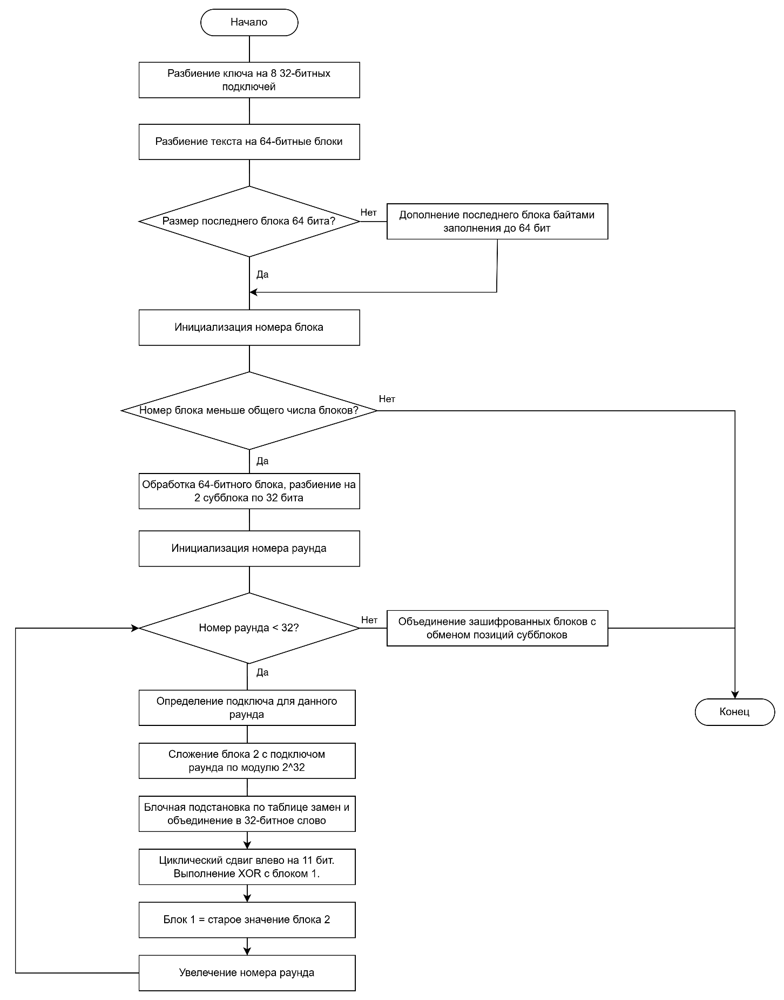 Начало
Разбиение ключа на 8 32-битных
подключей
Разбиение текста на 64-битные блоки
Размер последнего блока 64 бита?
Нет
Дополнение последнего блока байтами
заполнения до 64 бит
Да
Инициализация номера блока
Номер блока меньше общего числа блоков?
Нет
Да
Обработка 64-битного блока, разбиение на
2 субблока по 32 бита
Инициализация номера раунда
Номер раунда < 32?
Нет
Объединение зашифрованных блоков с
обменом позиций субблоков
Да
Определение подключа для данного
раунда
Конец
Сложение блока 2 с подключом
раунда по модулю 2^32
Блочная подстановка по таблице замен и
объединение в 32-битное слово
Циклический сдвиг влево на 11 бит.
Выполнение XOR с блоком 1.
Блок 1 = старое значение блока 2
Увелечение номера раунда